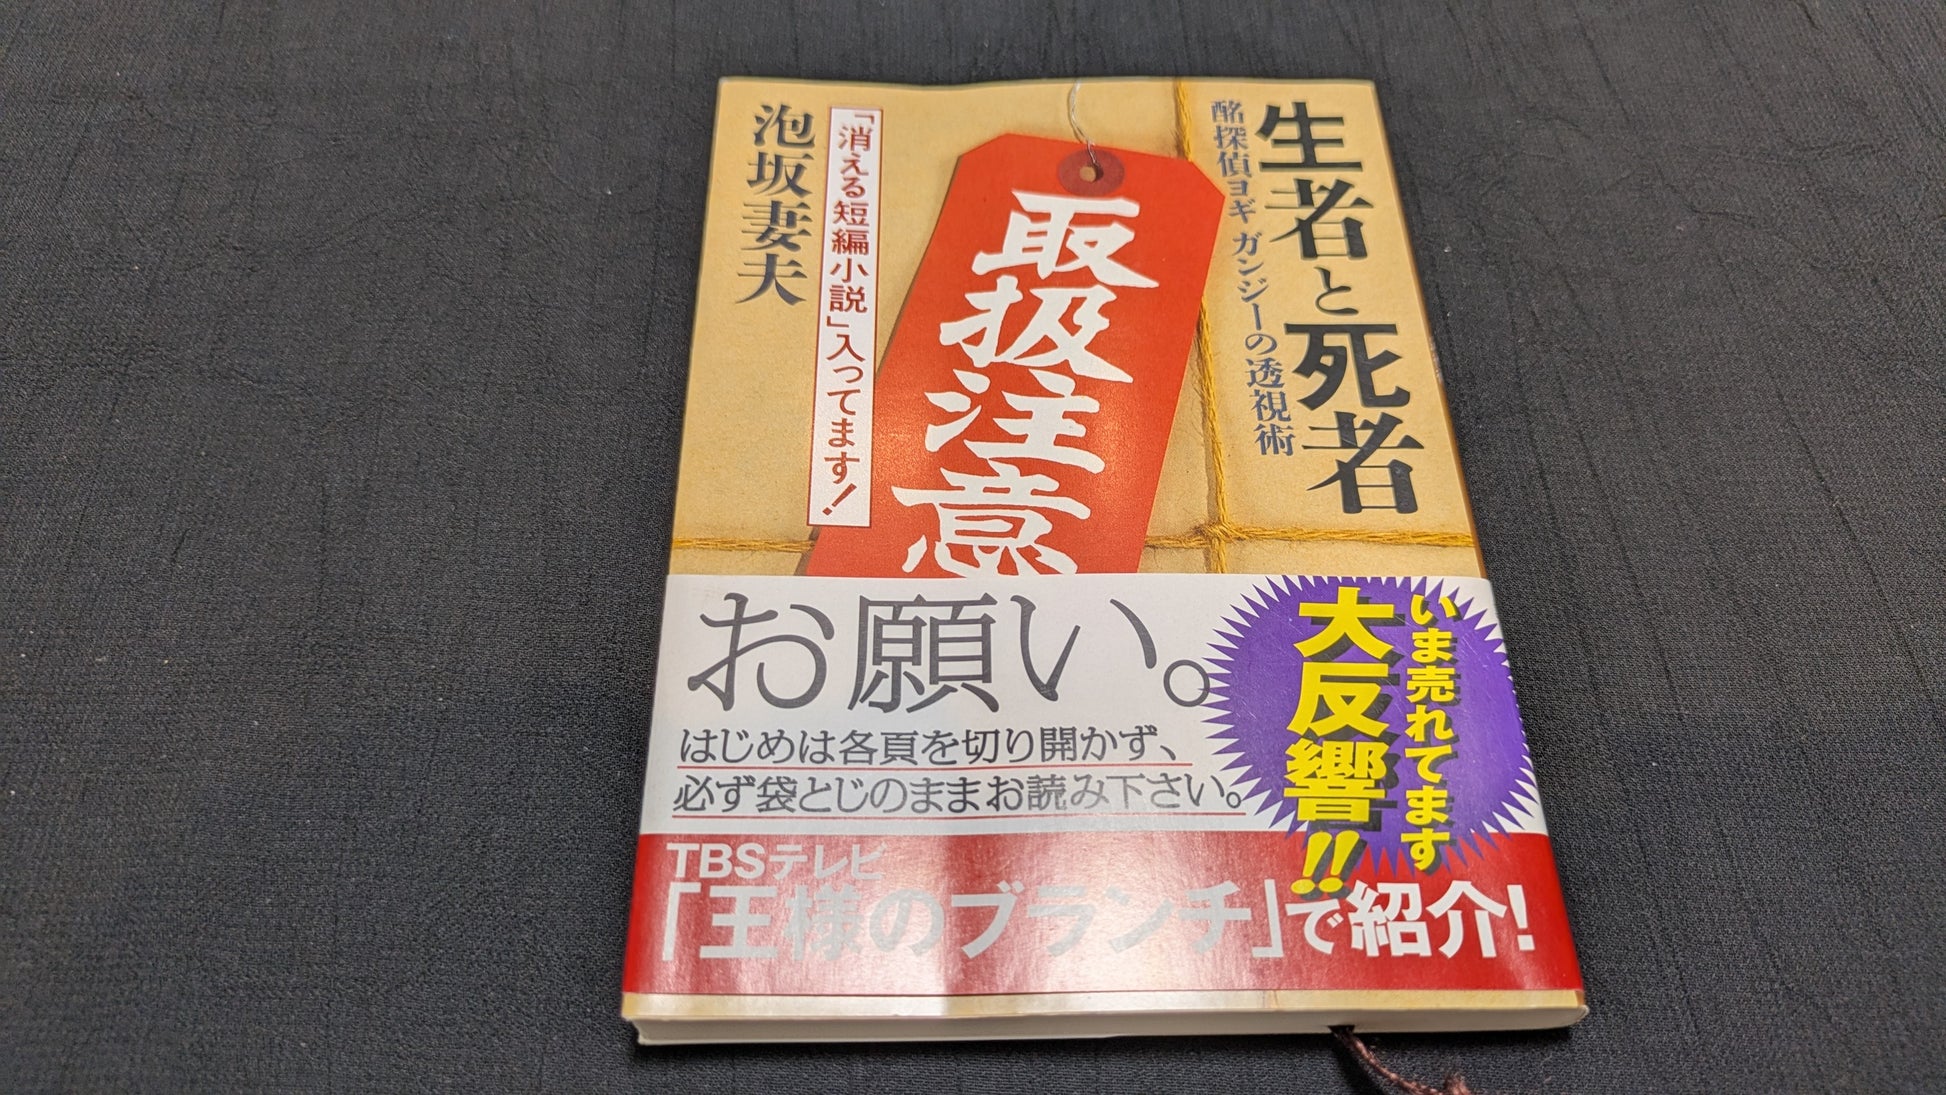 生者と死者
酩探偵ヨギ ガンジーの透視術
取扱注意
「消える短編小説」入ってます!
泡坂妻夫
お願い。
はじめは各頁を切り開かず、
必ず袋とじのままお読み下さい。
いま売れてます
大反響!!
TBSテレビ
「王様のブランチ」で紹介!